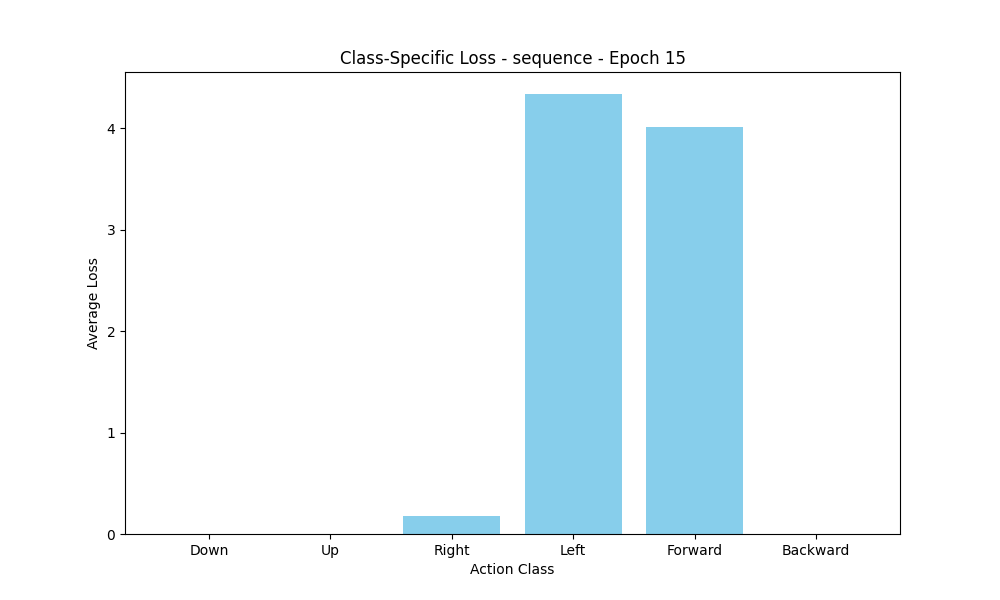 Class-Specific Loss - sequence - Epoch 15
Average Loss
4
3
2
1
0
Down Up Right Left Forward Backward
Action Class